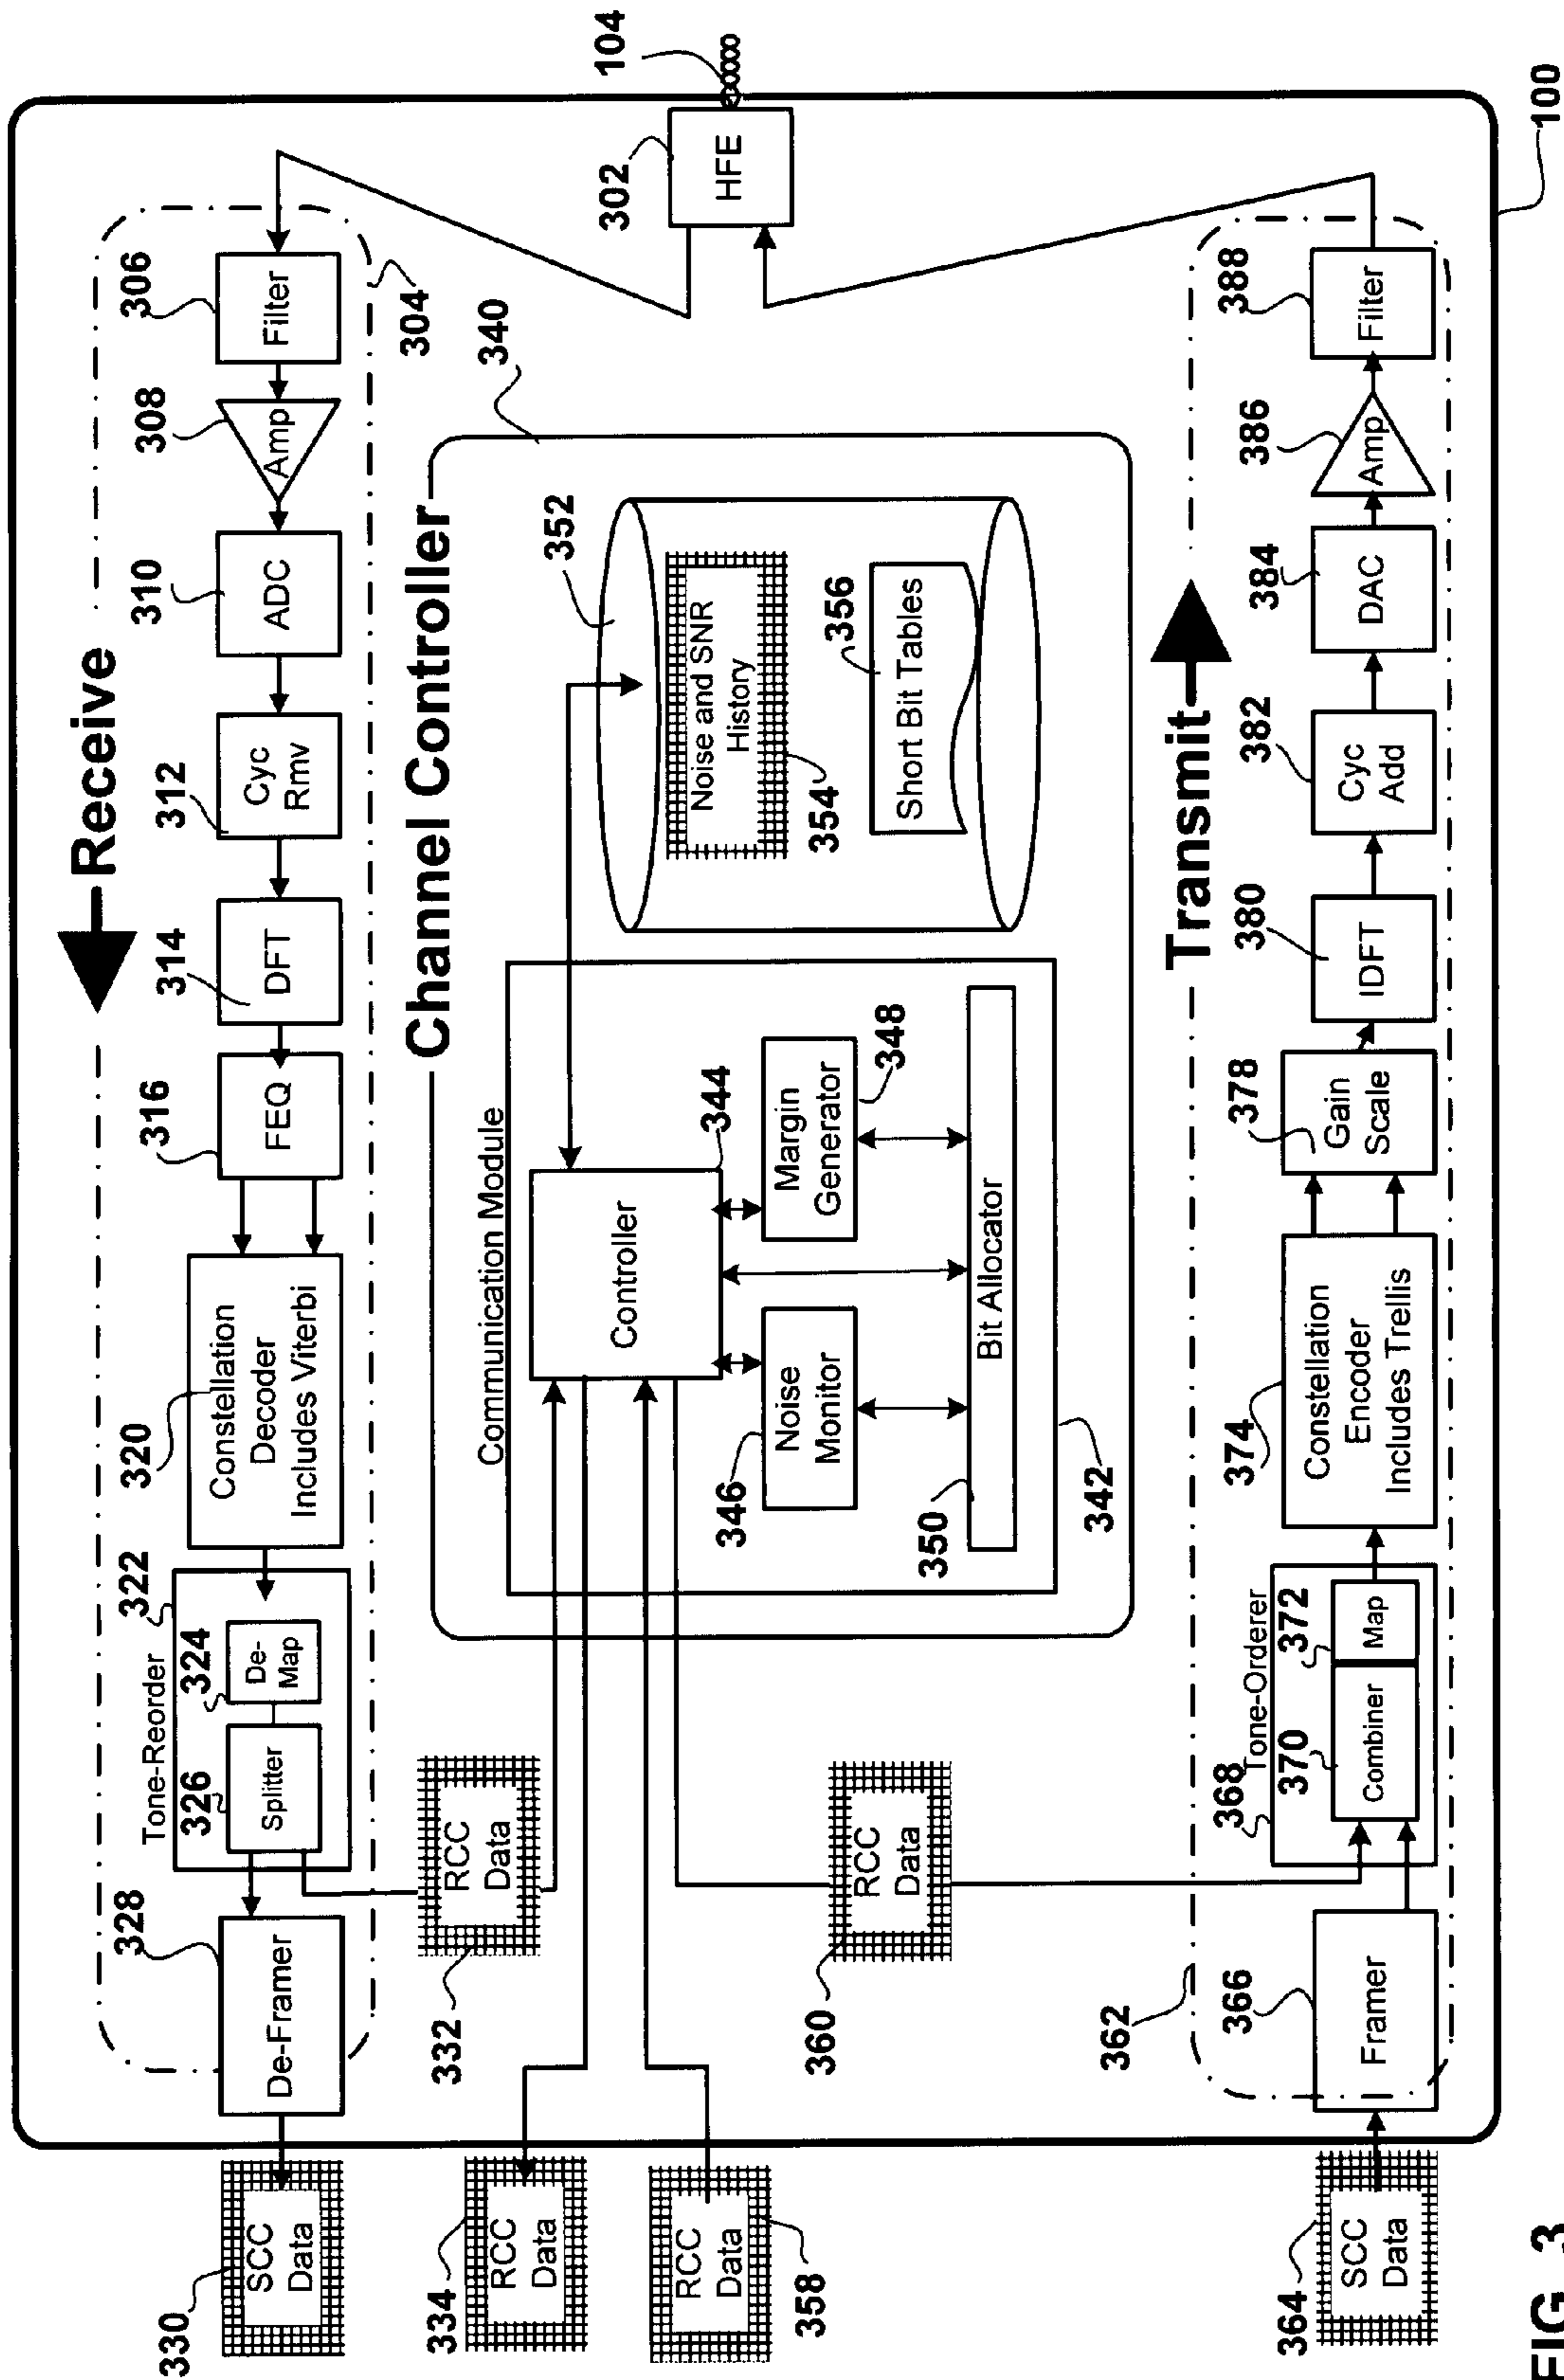 Receive
330
SCC
Data
328
De-Framer
Tone-Reorder
322
326
Splitter
324
De-
Map
320
Constellation
Decoder
Includes Viterbi
316
FEQ
314
DFT
312
Cyc
Rmv
310
ADC
308
Amp
306
Filter
304
334
RCC
Data
332
RCC
Data
358
RCC
Data
360
RCC
Data
Channel Controller
340
Communication Module
Controller
344
346
Noise
Monitor
Margin
Generator
348
350
Bit Allocator
342
352
Noise and SNR
History
354
356
Short Bit Tables
302
HFE
104
Transmit
362
364
SCC
Data
366
Framer
368
Tone-Orderer
370
Combiner
372
Map
374
Constellation
Encoder
Includes Trellis
378
Gain
Scale
380
IDFT
382
Cyc
Add
384
DAC
386
Amp
388
Filter
100
FIG. 3